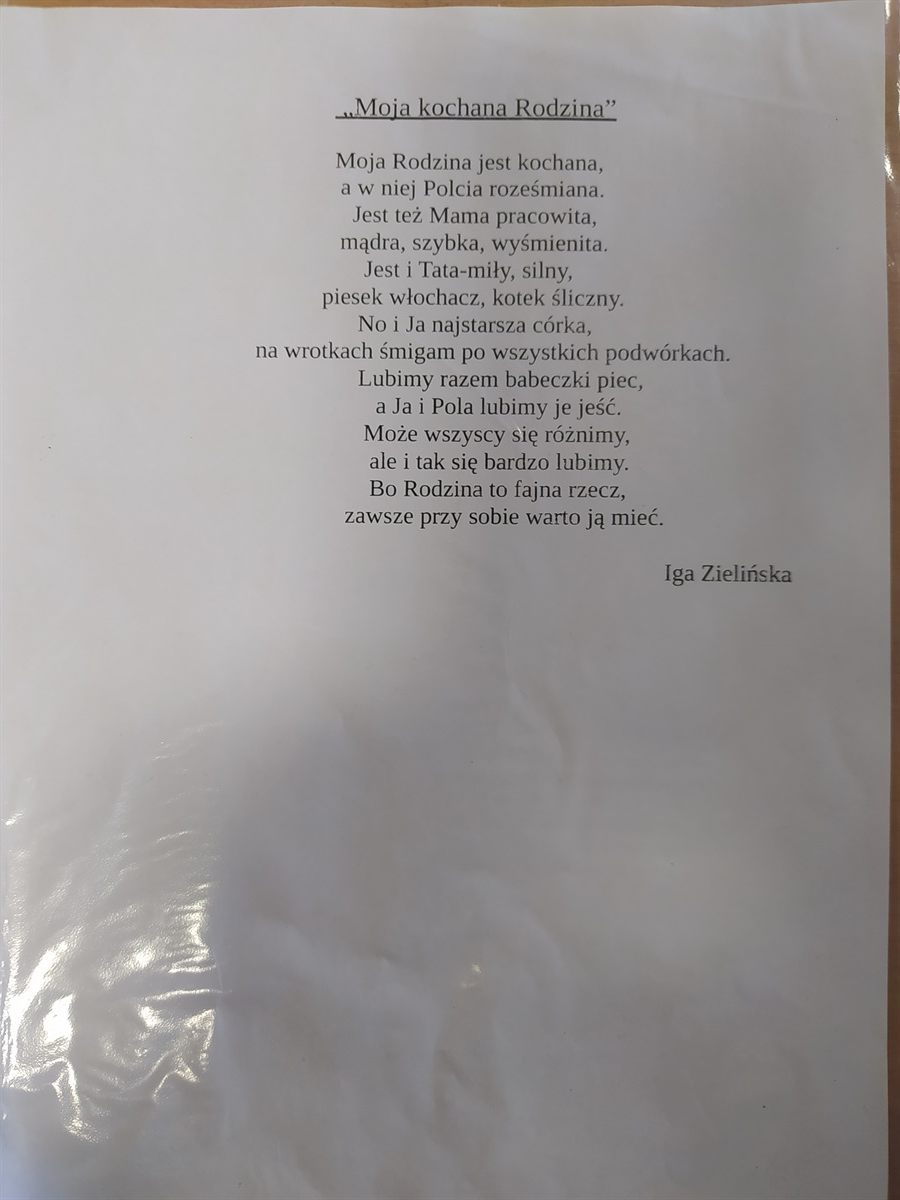 „Moja kochana Rodzina”
Moja Rodzina jest kochana,
a w niej Polcia roześmiana.
Jest też Mama pracowita,
mądra, szybka, wyśmienita.
Jest i Tata-miły, silny,
piesek włochacz, kotek śliczny.
No i Ja najstarsza córka,
na wrotkach śmigam po wszystkich podwórkach.
Lubimy razem babeczki piec,
a Ja i Pola lubimy je jeść.
Może wszyscy się różnimy,
ale i tak się bardzo lubimy.
Bo Rodzina to fajna rzecz,
zawsze przy sobie warto ją mieć.
Iga Zielińska